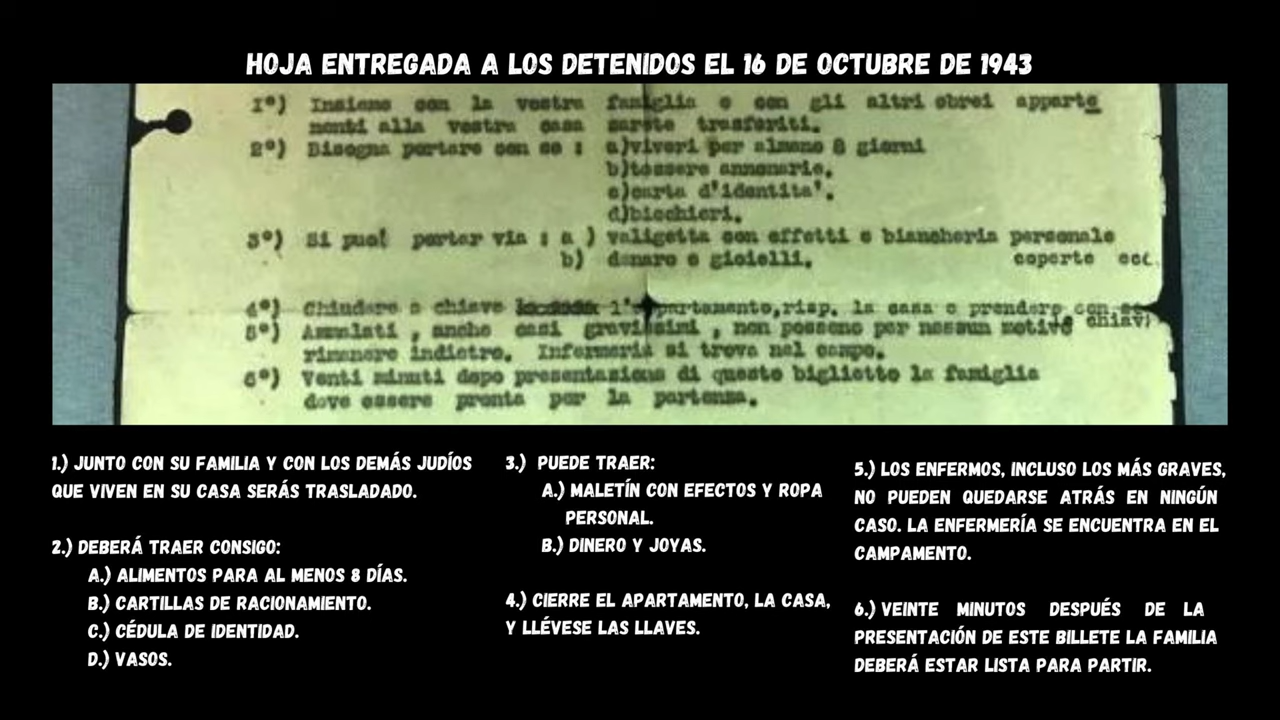 HOJA ENTREGADA A LOS DETENIDOS EL 16 DE OCTUBRE DE 1943
1°) Insieme con la vostra famiglia e con gli altri ebrei apparte
nenti alla vostra casa sarete trasferiti.
2°) Bisogna portare con se : a)viveri per almeno 8 giorni
b)tessere annonarie.
c)carta d'identita'.
d)bicchieri.
3°) Si puo' portar via : a ) valigetta con effetti e biancheria personale
coperte ecc.
b) denaro e gioielli.
4°) Chiudere a chiave l'appartamento,risp. la casa e prendere con se
le chiavi
5°) Ammalati , anche casi gravissimi , non possono per nessun motivo
rimanere indietro. Infermeria si trova nel campo.
6°) Venti minuti dopo presentazione di questo biglietto la famiglia
deve essere pronta per la partenza.
1.) JUNTO CON SU FAMILIA Y CON LOS DEMÁS JUDÍOS
QUE VIVEN EN SU CASA SERÁS TRASLADADO.
2.) DEBERÁ TRAER CONSIGO:
A.) ALIMENTOS PARA AL MENOS 8 DÍAS.
B.) CARTILLAS DE RACIONAMIENTO.
C.) CÉDULA DE IDENTIDAD.
D.) VASOS.
3.) PUEDE TRAER:
A.) MALETÍN CON EFECTOS Y ROPA
PERSONAL.
B.) DINERO Y JOYAS.
4.) CIERRE EL APARTAMENTO, LA CASA,
Y LLÉVESE LAS LLAVES.
5.) LOS ENFERMOS, INCLUSO LOS MÁS GRAVES,
NO PUEDEN QUEDARSE ATRÁS EN NINGÚN
CASO. LA ENFERMERÍA SE ENCUENTRA EN EL
CAMPAMENTO.
6.) VEINTE MINUTOS DESPUÉS DE LA
PRESENTACIÓN DE ESTE BILLETE LA FAMILIA
DEBERÁ ESTAR LISTA PARA PARTIR.